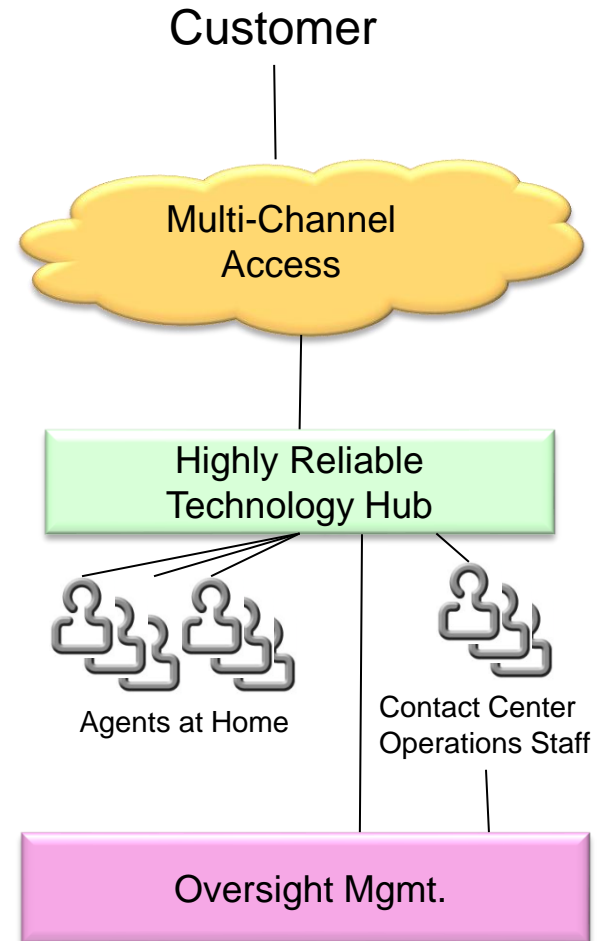 Customer
Multi-Channel
Access
Highly Reliable
Technology Hub
Agents at Home
Contact Center
Operations Staff
Oversight Mgmt.